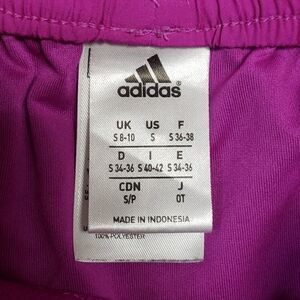 adidas
UK US F
S 8-10 S S 36-38
D I E
S 34-36 S 40-42 S 34-36
CDN J
S/P OT
MADE IN INDONESIA
100% POLYESTER